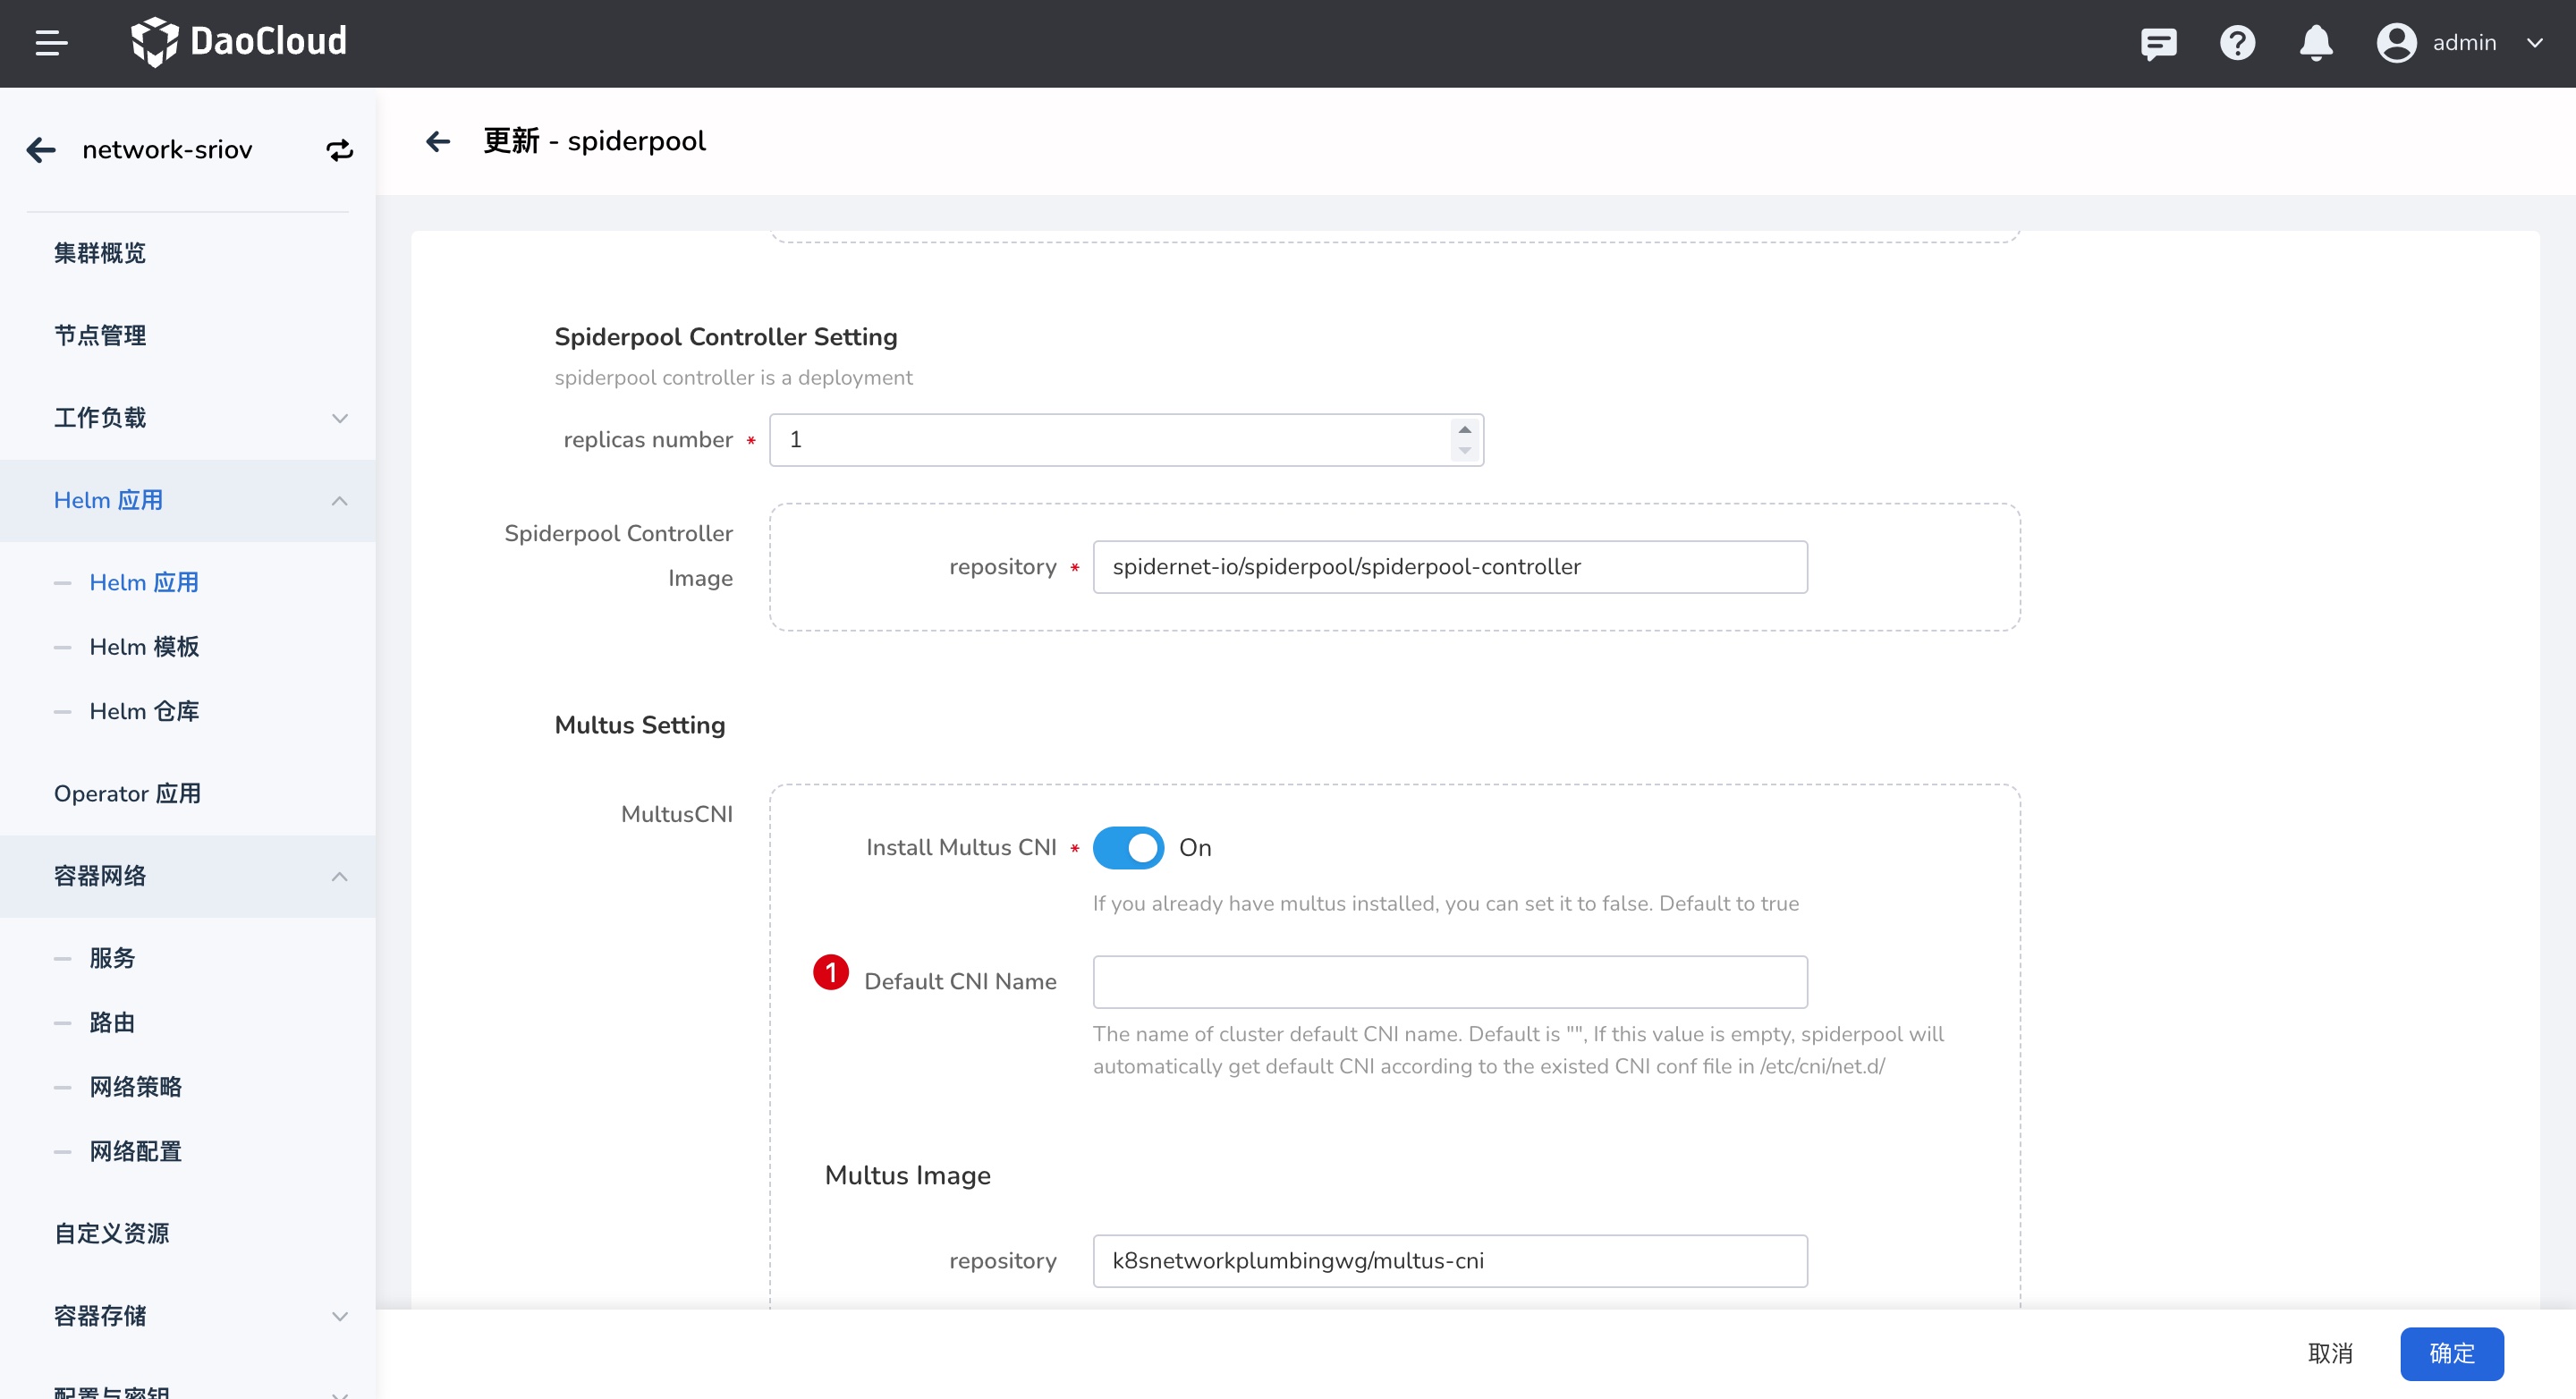 DaoCloud
admin
network-sriov
集群概览
节点管理
工作负载
Helm 应用
Helm 应用
Helm 模板
Helm 仓库
Operator 应用
容器网络
服务
路由
网络策略
网络配置
自定义资源
容器存储
配置与密钥
更新 - spiderpool
Spiderpool Controller Setting
spiderpool controller is a deployment
replicas number * 1
Spiderpool Controller
Image
repository * spidernet-io/spiderpool/spiderpool-controller
Multus Setting
MultusCNI
Install Multus CNI * On
If you already have multus installed, you can set it to false. Default to true
1 Default CNI Name
The name of cluster default CNI name. Default is "", If this value is empty, spiderpool will
automatically get default CNI according to the existed CNI conf file in /etc/cni/net.d/
Multus Image
repository k8snetworkplumbingwg/multus-cni
取消 确定